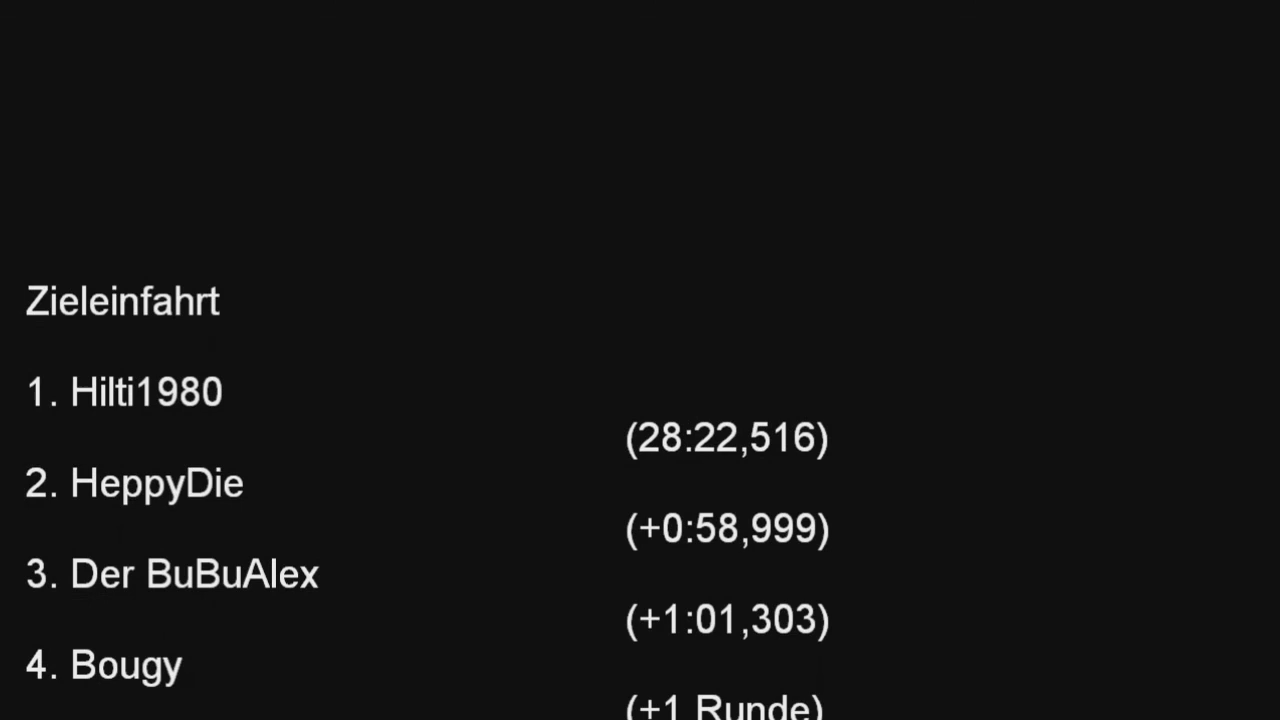 Zieleinfahrt
1. Hilti1980
(28:22,516)
2. HeppyDie
(+0:58,999)
3. Der BuBuAlex
(+1:01,303)
4. Bougy
(+1 Runde)